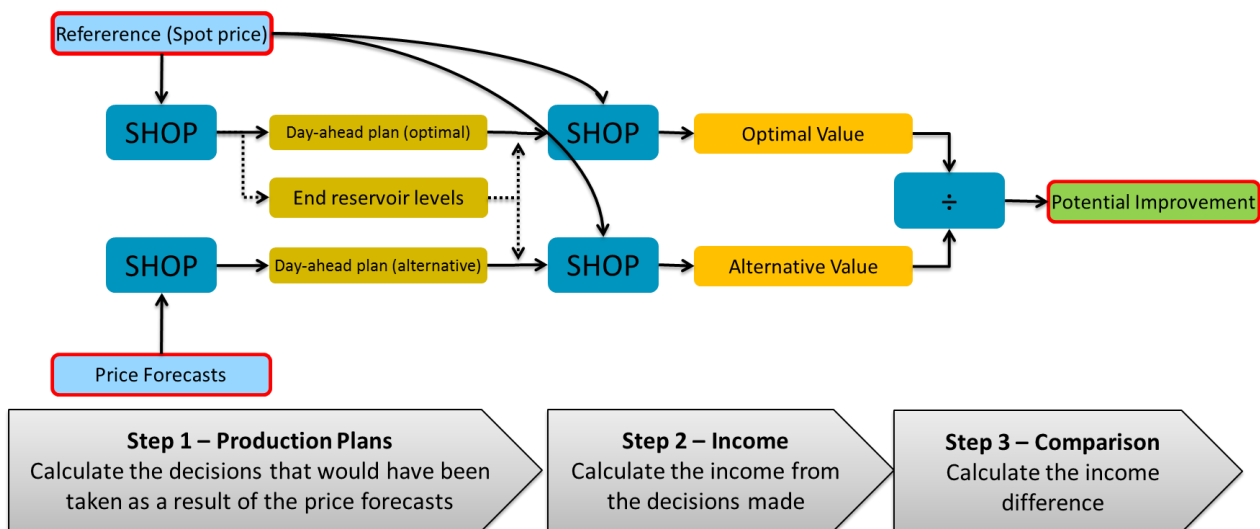 Refererence (Spot price)
SHOP
Day-ahead plan (optimal)
SHOP
Optimal Value
End reservoir levels
÷
Potential Improvement
SHOP
Day-ahead plan (alternative)
SHOP
Alternative Value
Price Forecasts
Step 1 – Production Plans
Calculate the decisions that would have been
taken as a result of the price forecasts
Step 2 – Income
Calculate the income from
the decisions made
Step 3 – Comparison
Calculate the income
difference